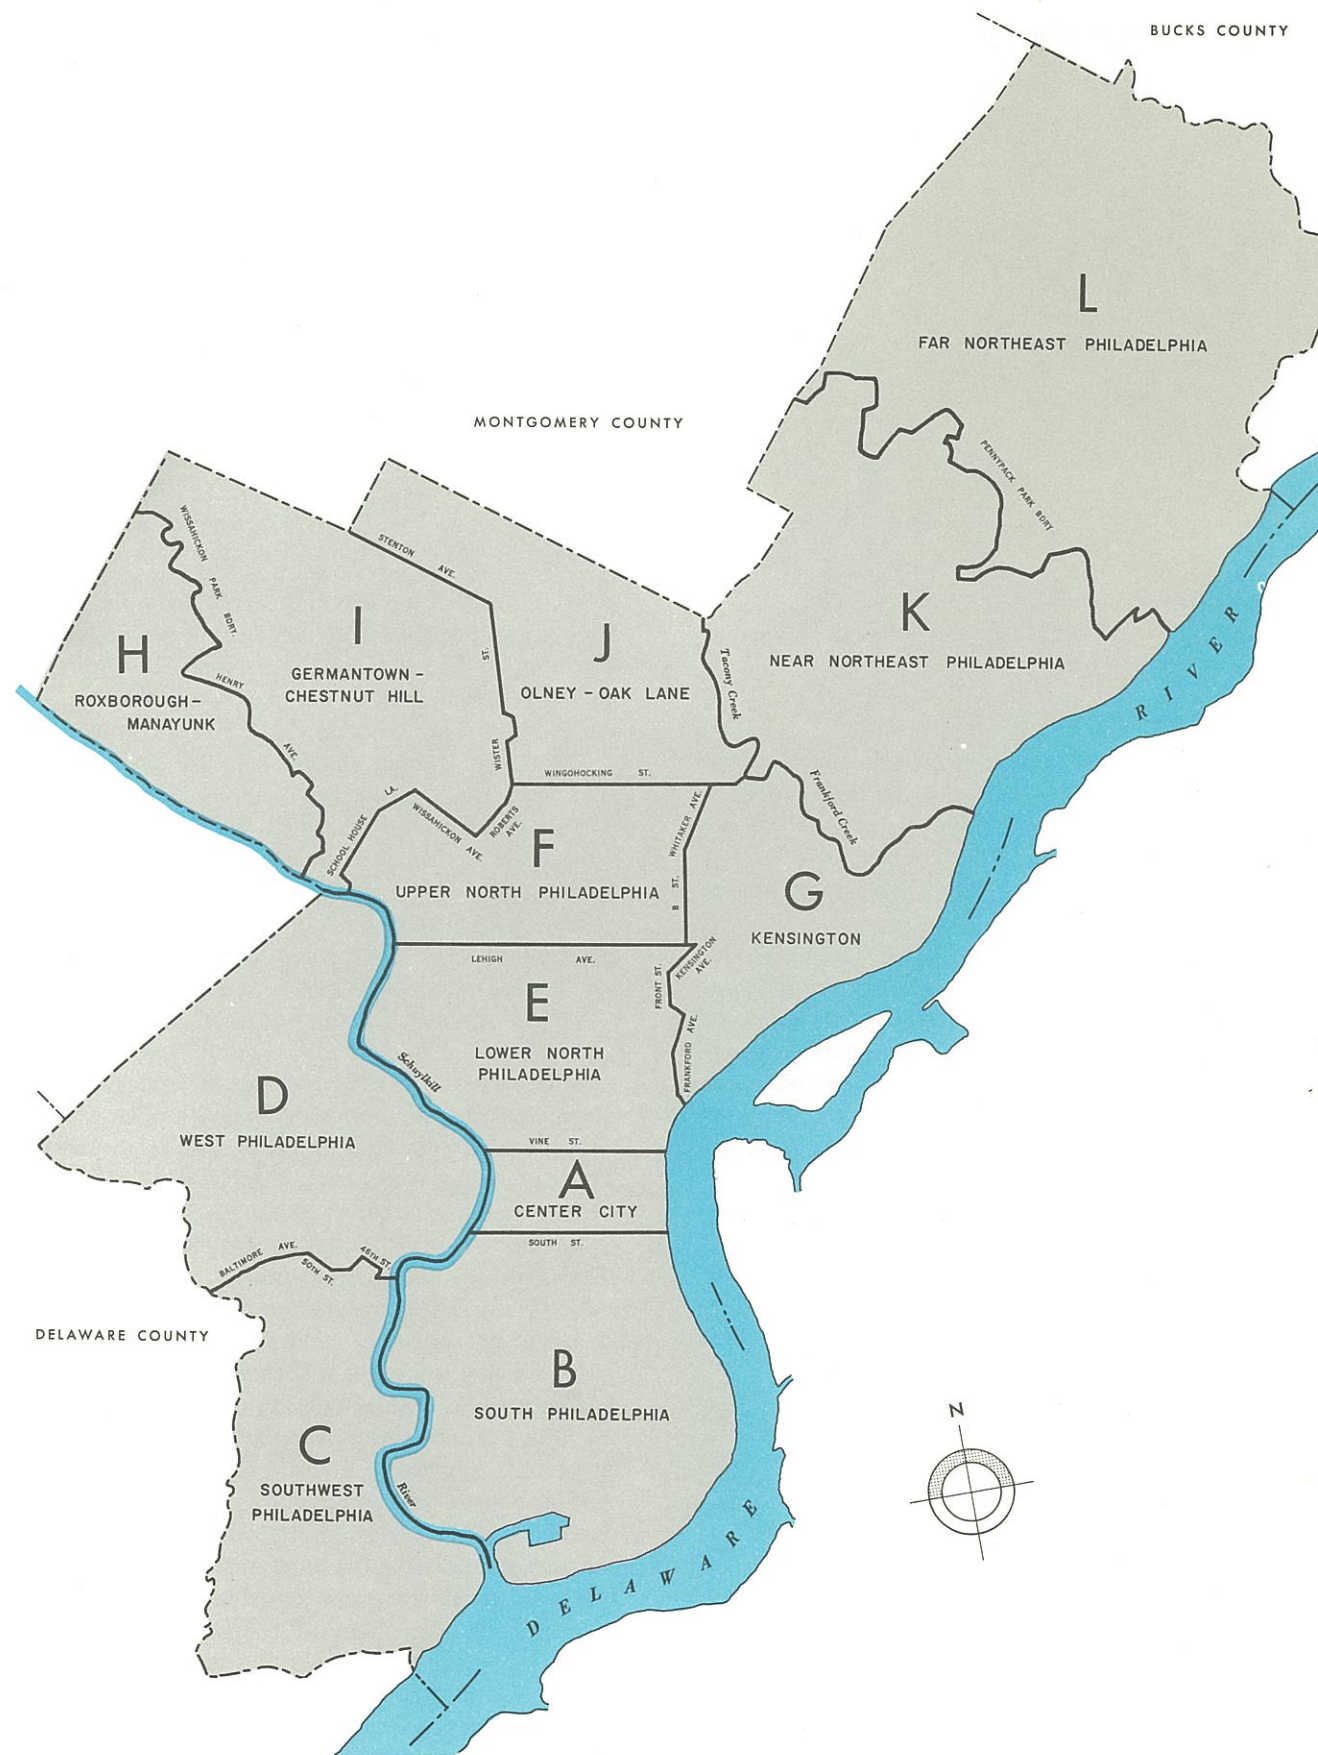 BUCKS COUNTY
L
FAR NORTHEAST PHILADELPHIA
MONTGOMERY COUNTY
PENNYPACK PARK BDRY
WISSAHICKON PARK BDRY.
STENTON AVE.
H
ROXBOROUGH-
MANAYUNK
I
GERMANTOWN-
CHESTNUT HILL
J
OLNEY-OAK LANE
K
NEAR NORTHEAST PHILADELPHIA
Tacony Creek
RIVER
HENRY AVE.
WISTER ST.
WINGOHOCKING ST.
Frankford Creek
SCHOOL HOUSE LA.
WISSAHICKON AVE.
ROBERTS
AVE.
WHITAKER AVE.
B ST.
F
UPPER NORTH PHILADELPHIA
G
KENSINGTON
LEHIGH AVE.
KENSINGTON
AVE.
FRONT ST.
E
LOWER NORTH
PHILADELPHIA
FRANKFORD AVE.
Schuylkill
D
WEST PHILADELPHIA
VINE ST.
A
CENTER CITY
SOUTH ST.
BALTIMORE AVE.
50TH ST.
46TH ST.
DELAWARE COUNTY
B
SOUTH PHILADELPHIA
C
SOUTHWEST
PHILADELPHIA
River
N
DELAWARE